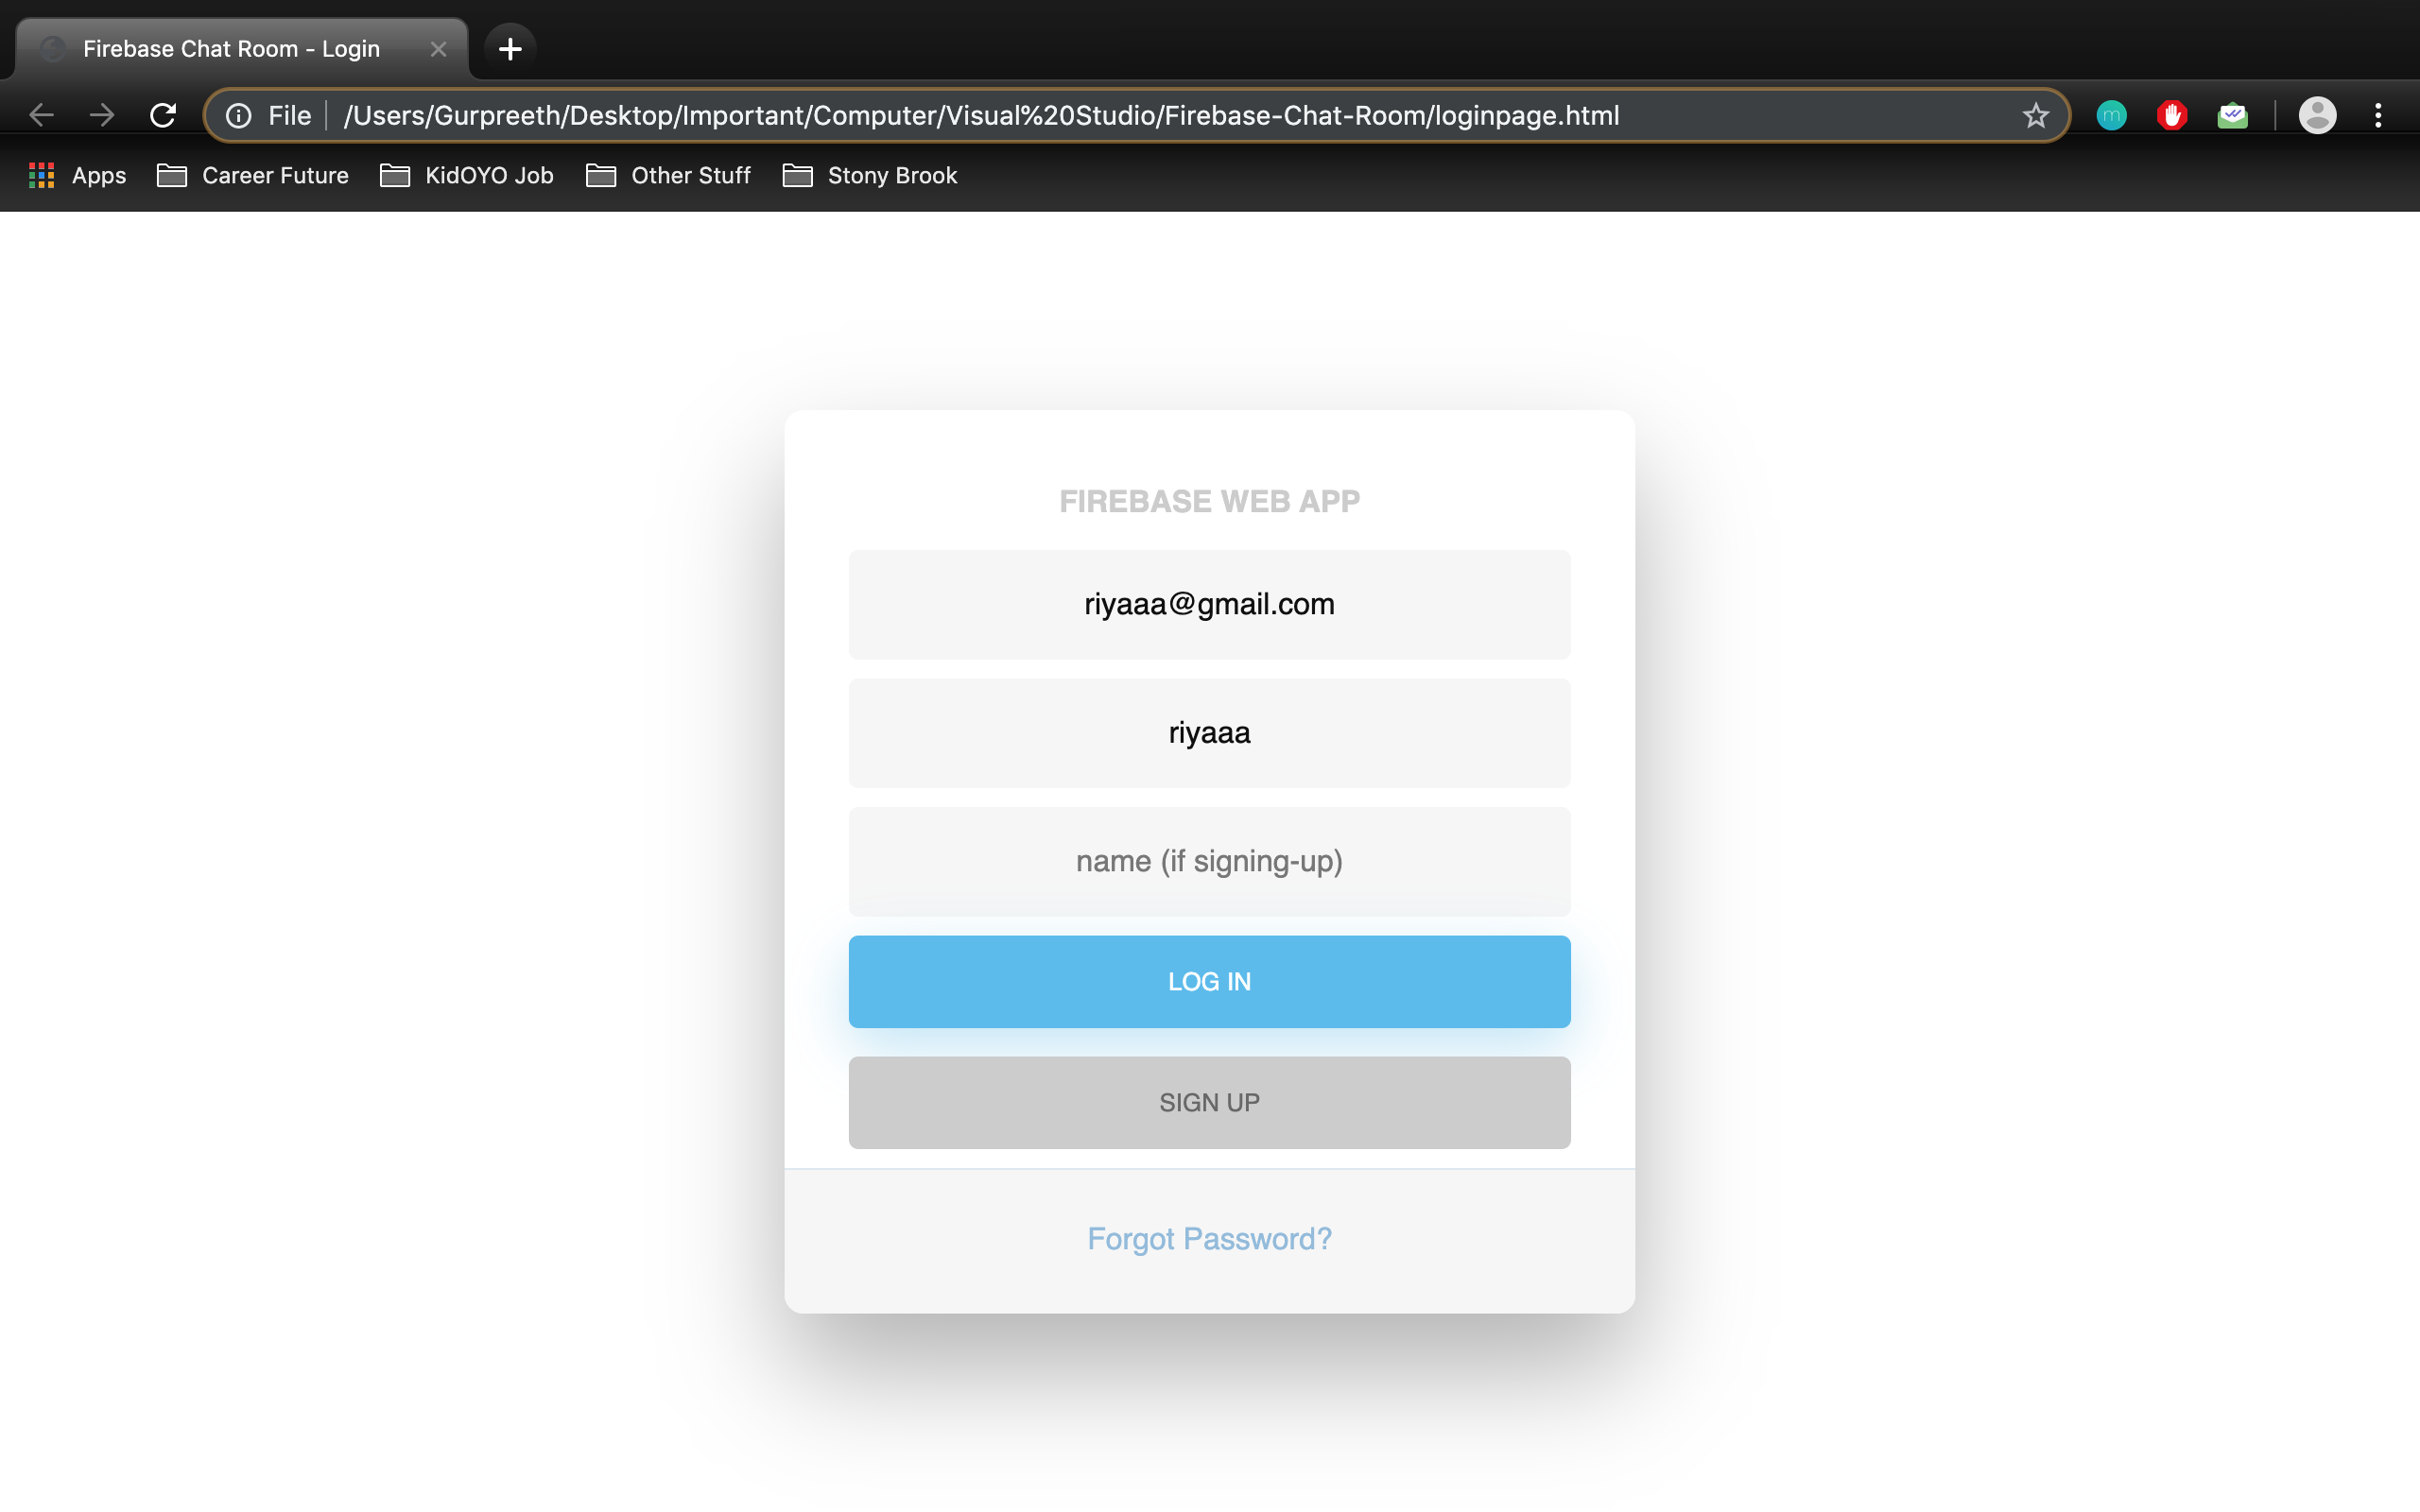 Firebase Chat Room - Login
File /Users/Gurpreeth/Desktop/Important/Computer/Visual%20Studio/Firebase-Chat-Room/loginpage.html
m
Apps Career Future KidOYO Job Other Stuff Stony Brook
FIREBASE WEB APP
riyaaa@gmail.com
riyaaa
name (if signing-up)
LOG IN
SIGN UP
Forgot Password?